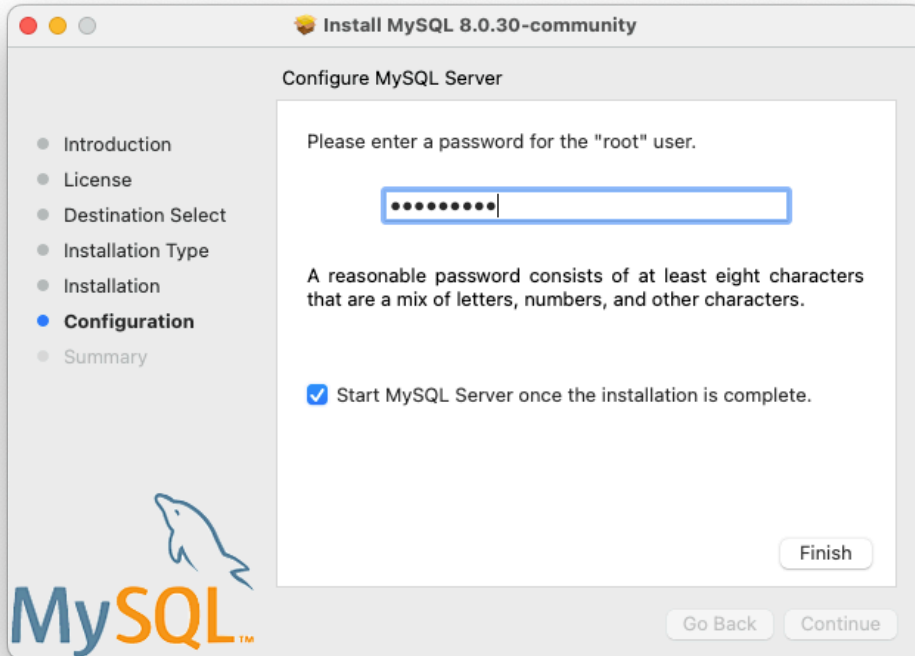 Install MySQL 8.0.30-community
Configure MySQL Server
Introduction
License
Destination Select
Installation Type
Installation
Configuration
Summary
Please enter a password for the "root" user.
•••••••••
A reasonable password consists of at least eight characters
that are a mix of letters, numbers, and other characters.
Start MySQL Server once the installation is complete.
Finish
MySQL™
Go Back
Continue